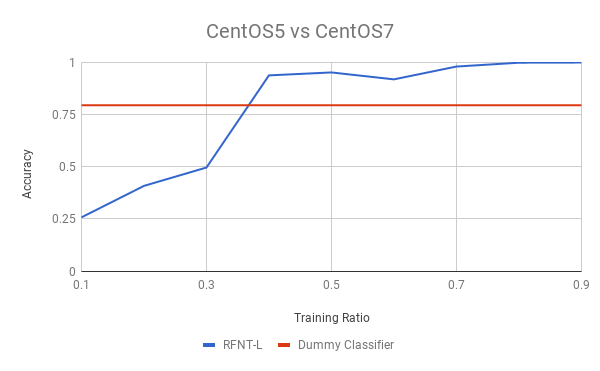 CentOS5 vs CentOS7
1
0.75
0.5
0.25
0
Accuracy
0.1 0.3 0.5 0.7 0.9
Training Ratio
RFNT-L Dummy Classifier